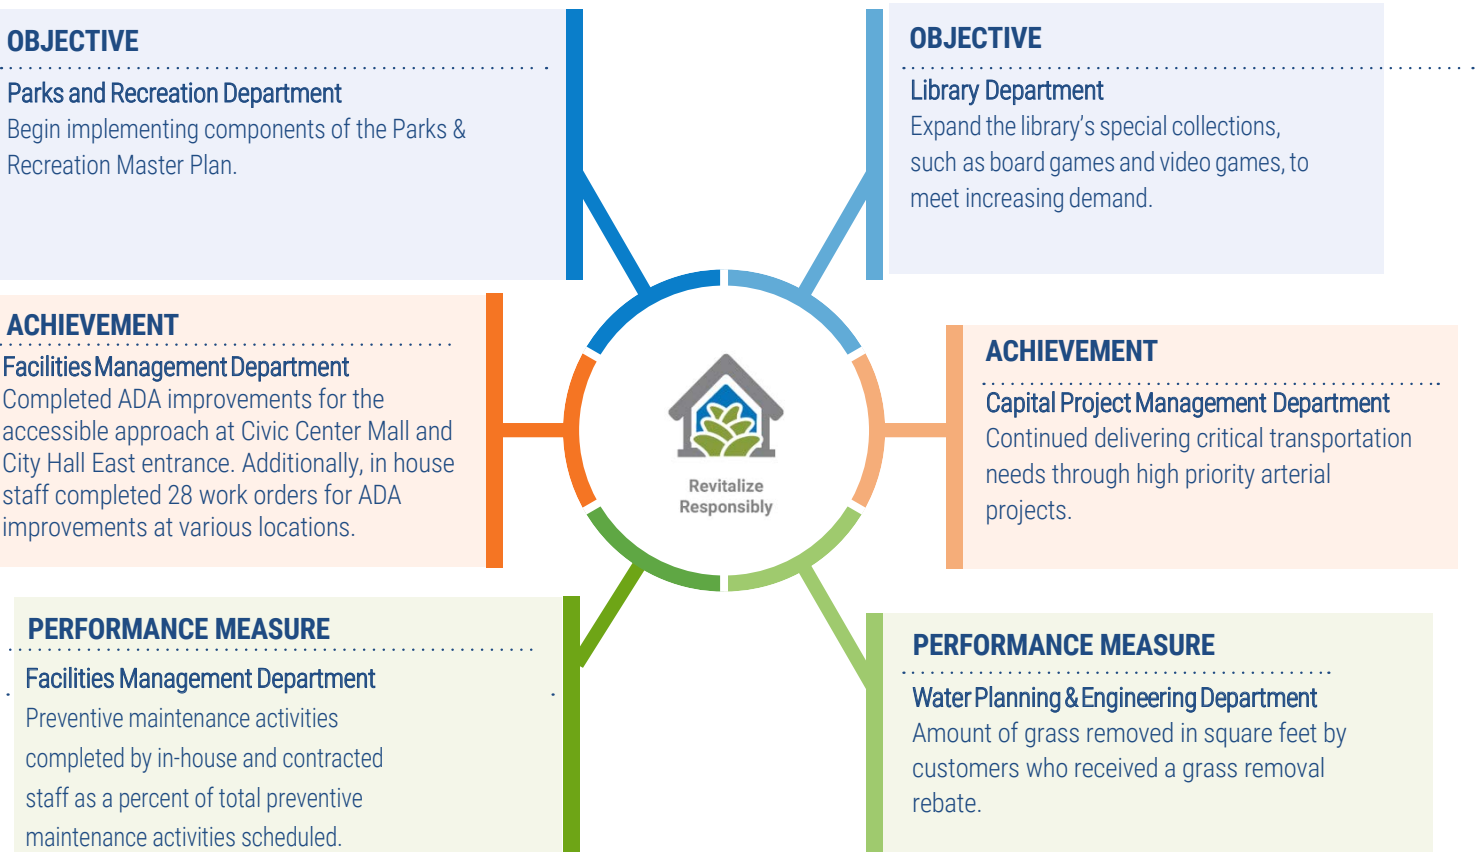 OBJECTIVE
Parks and Recreation Department
Begin implementing components of the Parks &
Recreation Master Plan.
OBJECTIVE
Library Department
Expand the library's special collections,
such as board games and video games, to
meet increasing demand.
ACHIEVEMENT
Facilities Management Department
Completed ADA improvements for the
accessible approach at Civic Center Mall and
City Hall East entrance. Additionally, in house
staff completed 28 work orders for ADA
improvements at various locations.
Revitalize
Responsibly
ACHIEVEMENT
Capital Project Management Department
Continued delivering critical transportation
needs through high priority arterial
projects.
PERFORMANCE MEASURE
Facilities Management Department
Preventive maintenance activities
completed by in-house and contracted
staff as a percent of total preventive
maintenance activities scheduled.
PERFORMANCE MEASURE
Water Planning & Engineering Department
Amount of grass removed in square feet by
customers who received a grass removal
rebate.